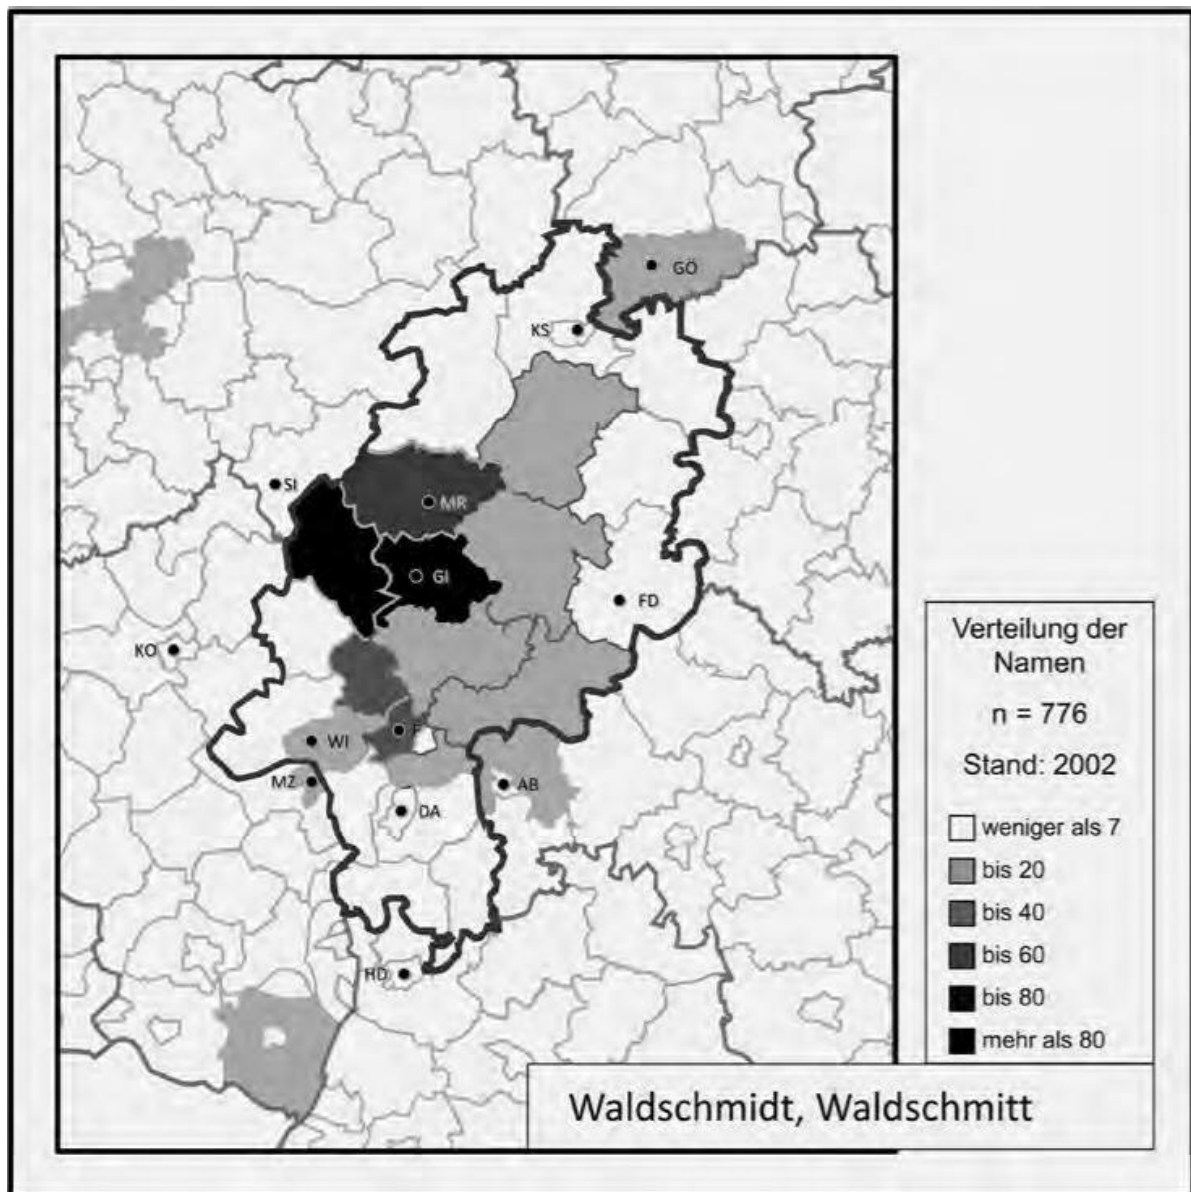 GÖ
KS
SI
MR
GI
FD
KO
F
WI
MZ
AB
DA
HD
Verteilung der
Namen
n = 776
Stand: 2002
weniger als 7
bis 20
bis 40
bis 60
bis 80
mehr als 80
Waldschmidt, Waldschmitt